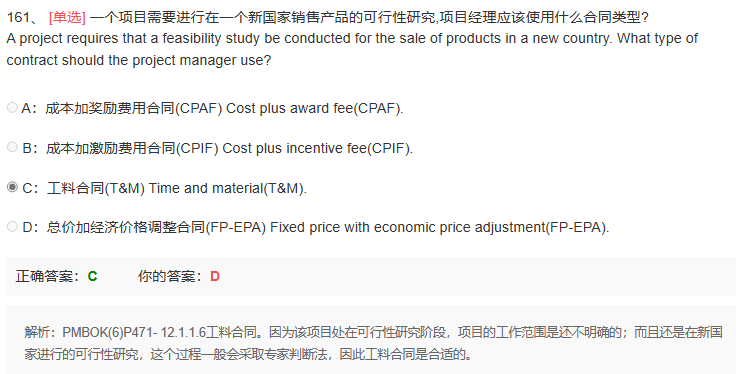 161、 [单选] 一个项目需要进行在一个新国家销售产品的可行性研究,项目经理应该使用什么合同类型?
A project requires that a feasibility study be conducted for the sale of products in a new country. What type of
contract should the project manager use?
A：成本加奖励费用合同(CPAF) Cost plus award fee(CPAF).
B：成本加激励费用合同(CPIF) Cost plus incentive fee(CPIF).
C：工料合同(T&M) Time and material(T&M).
D：总价加经济价格调整合同(FP-EPA) Fixed price with economic price adjustment(FP-EPA).
正确答案：C 你的答案：D
解析：PMBOK(6)P471- 12.1.1.6工料合同。因为该项目处在可行性研究阶段，项目的工作范围是还不明确的；而且还是在新国
家进行的可行性研究，这个过程一般会采取专家判断法，因此工料合同是合适的。